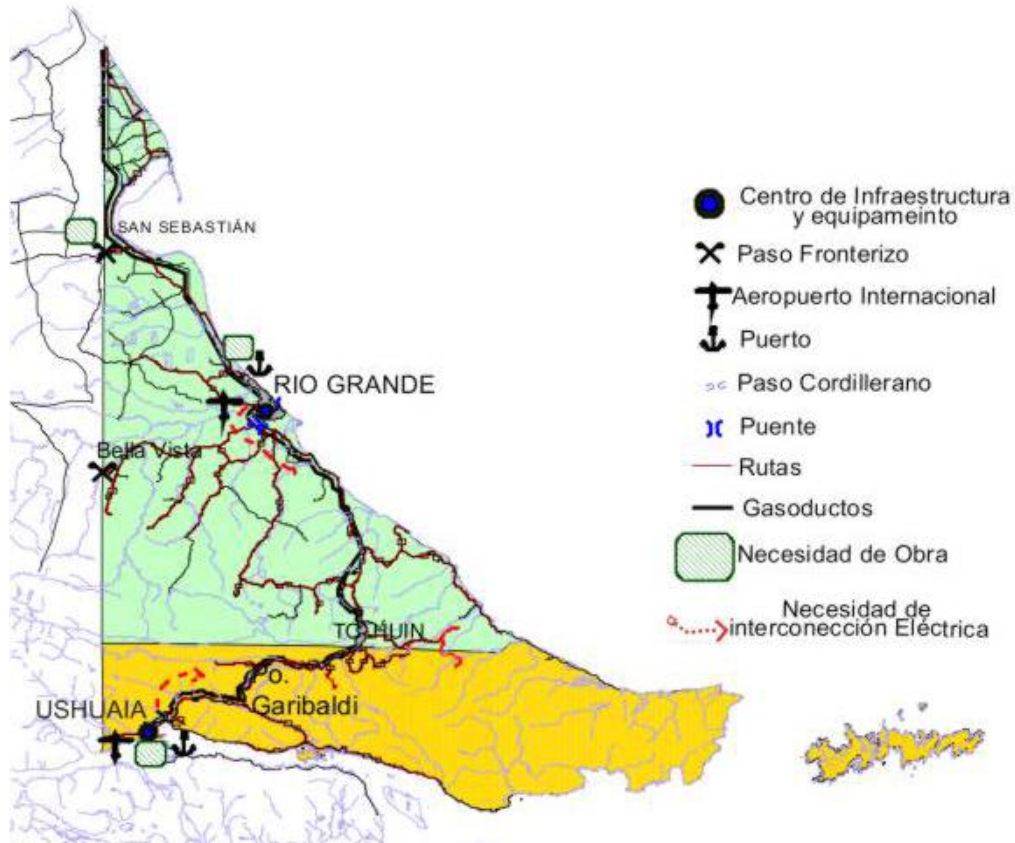 SAN SEBASTIÁN
RIO GRANDE
Bella Vista
USHUAIA
Po.
Garibaldi
Centro de Infraestructura
y equipameinto
Paso Fronterizo
Aeropuerto Internacional
Puerto
Paso Cordillerano
Puente
Rutas
Gasoductos
Necesidad de Obra
Necesidad de
interconección Eléctrica